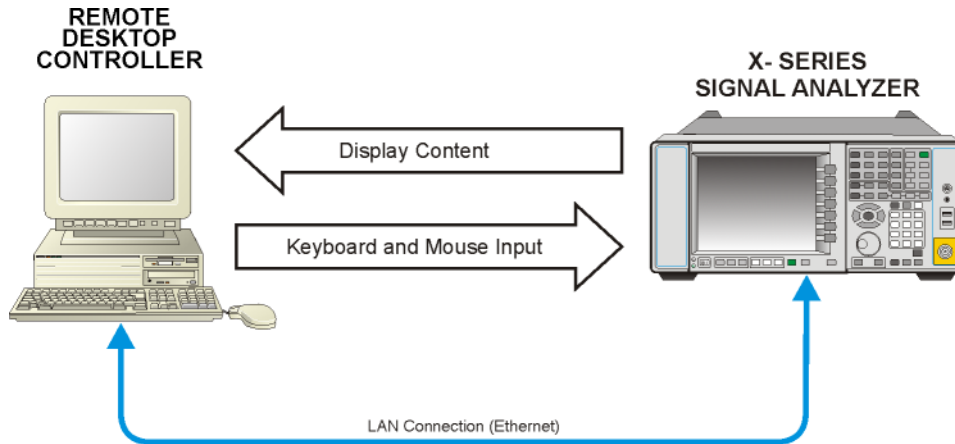 REMOTE
DESKTOP
CONTROLLER
X- SERIES
SIGNAL ANALYZER
Display Content
Keyboard and Mouse Input
LAN Connection (Ethernet)